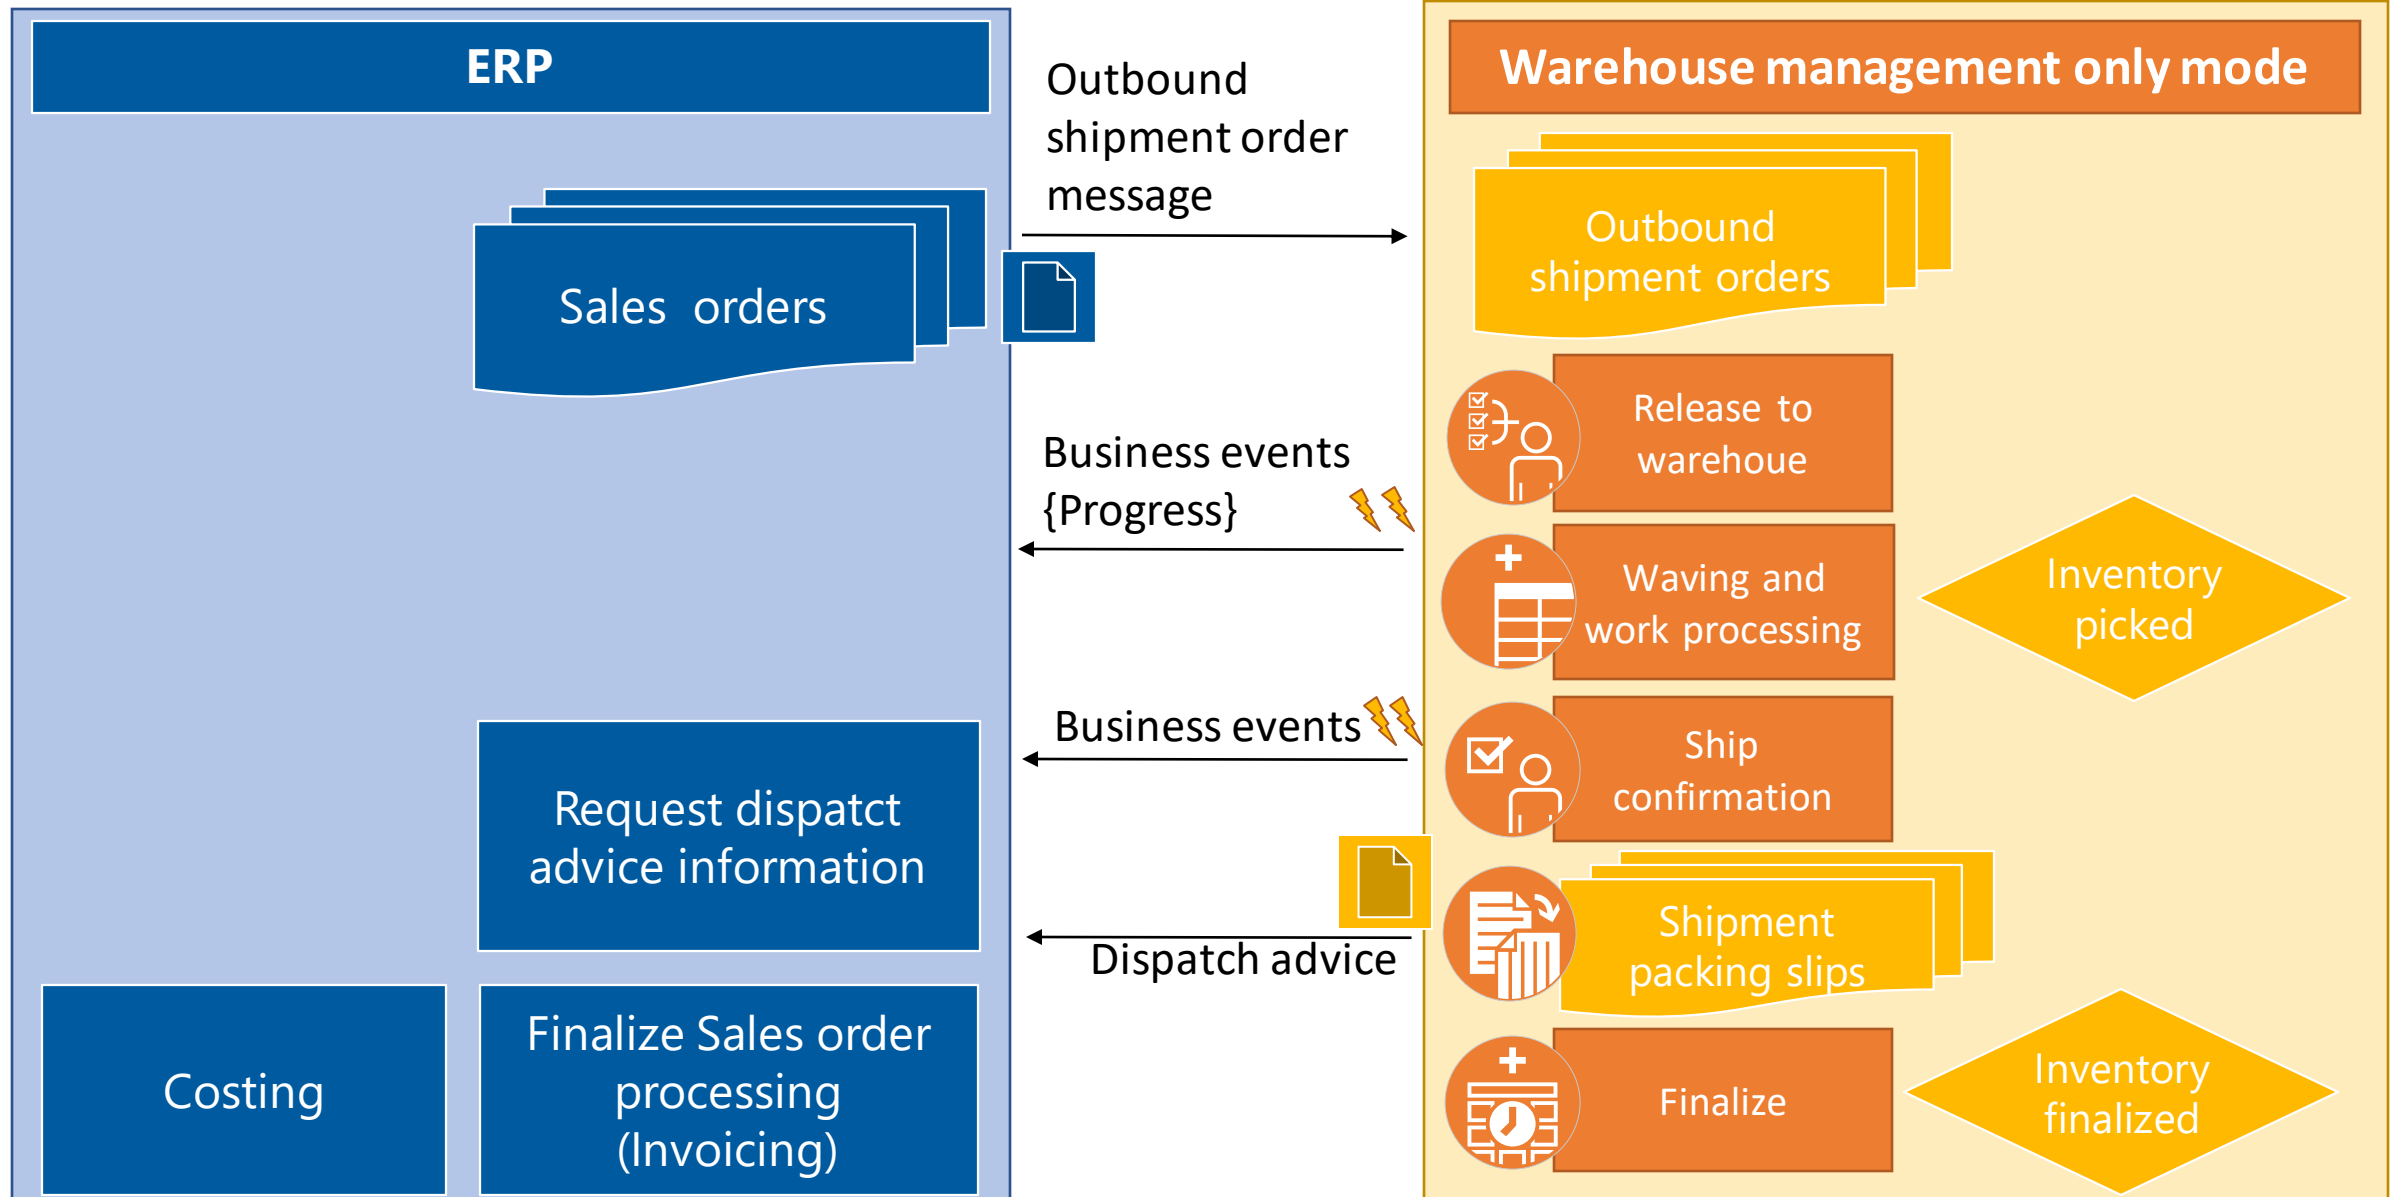 ERP
Sales orders
Request dispatct
advice information
Costing
Finalize Sales order
processing
(Invoicing)
Outbound
shipment order
message
Business events
{Progress}
Business events
Dispatch advice
Warehouse management only mode
Outbound
shipment orders
Release to
warehoue
Waving and
work processing
Inventory
picked
Ship
confirmation
Shipment
packing slips
Finalize
Inventory
finalized